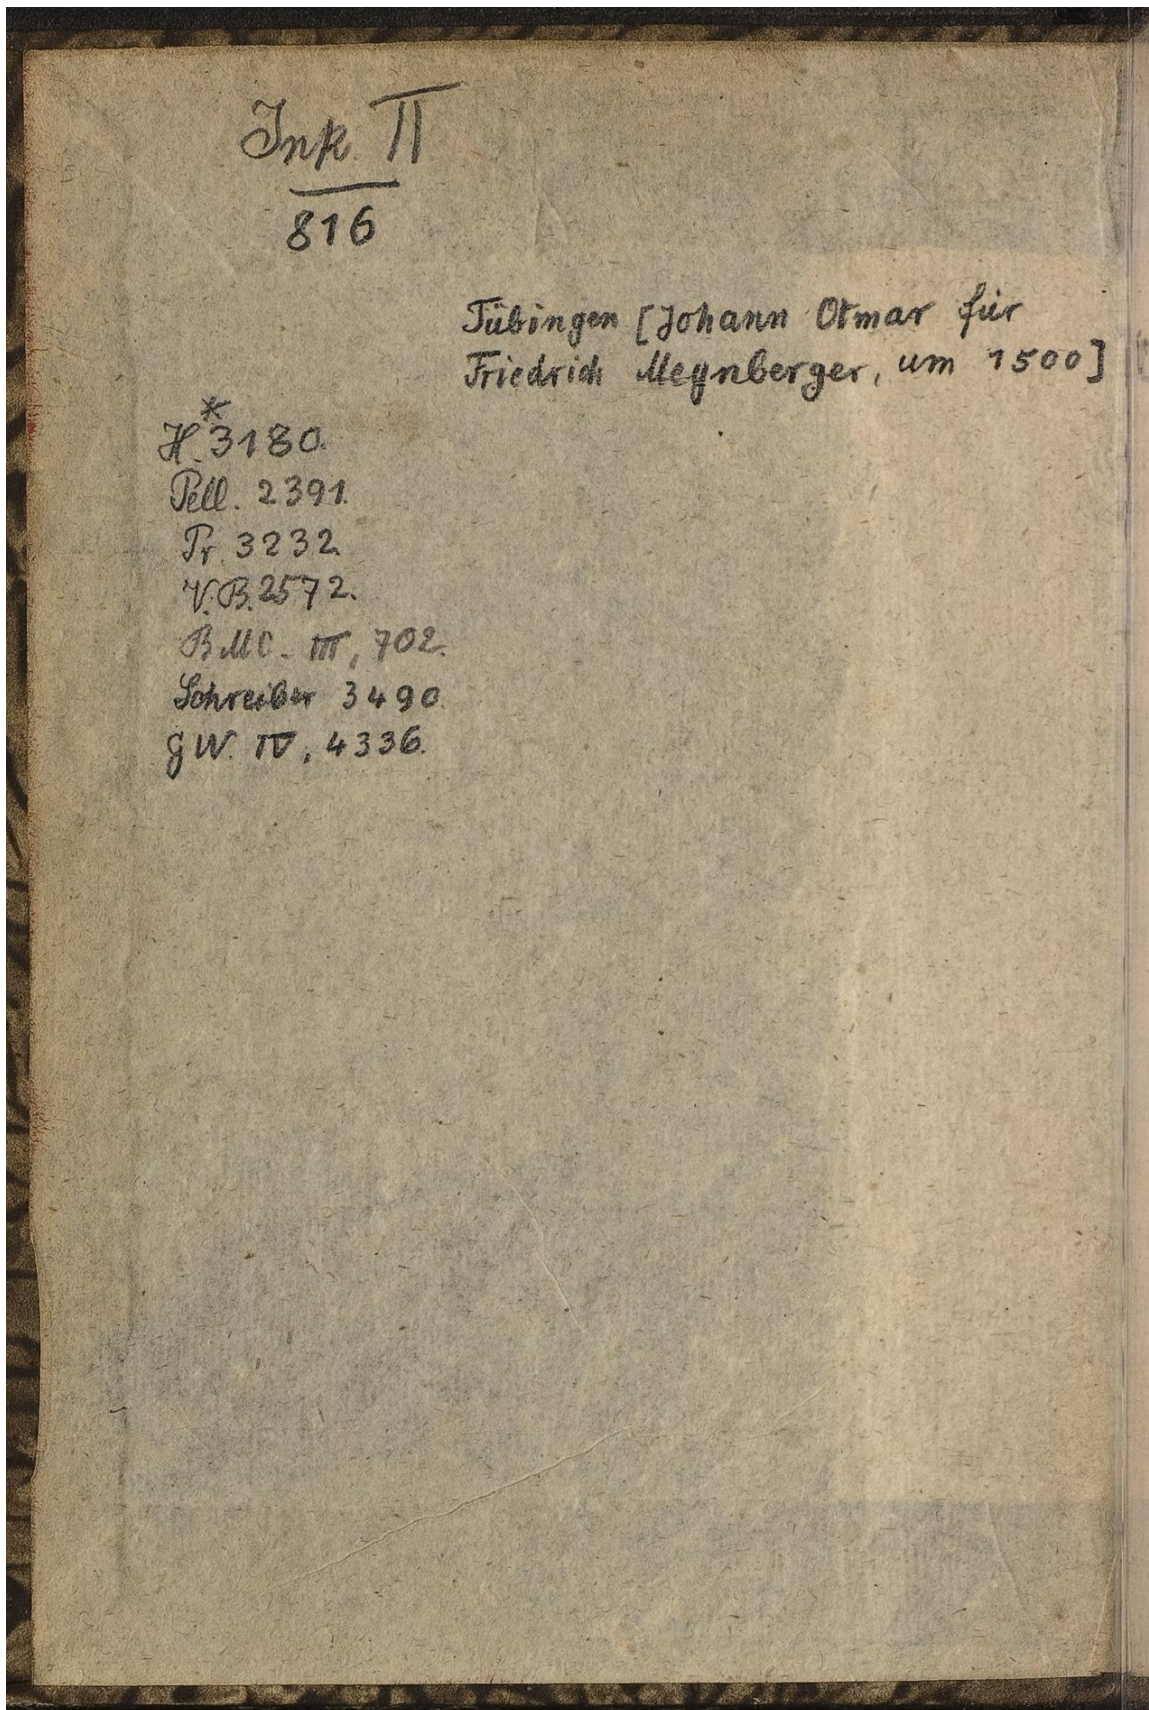 Ink. II
816
Tübingen [Johann Otmar für
Friedrich Meynberger, um 1500]
H.*3180.
Pell. 2391.
Pr. 3232.
V.B. 2572.
BMC. III, 702.
Schreiber 3490.
GW. IV, 4336.